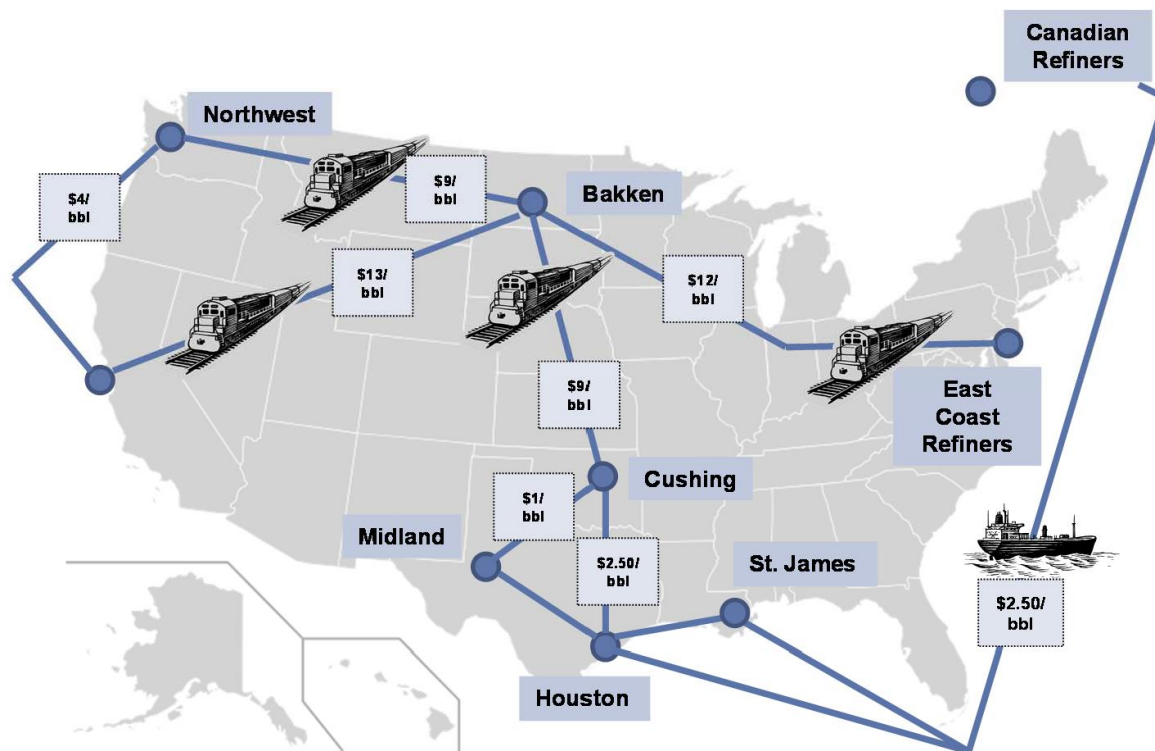 Canadian
Refiners
Northwest
$4/
bbl
$9/
bbl
Bakken
$13/
bbl
$12/
bbl
$9/
bbl
East
Coast
Refiners
Cushing
$1/
bbl
Midland
$2.50/
bbl
St. James
$2.50/
bbl
Houston